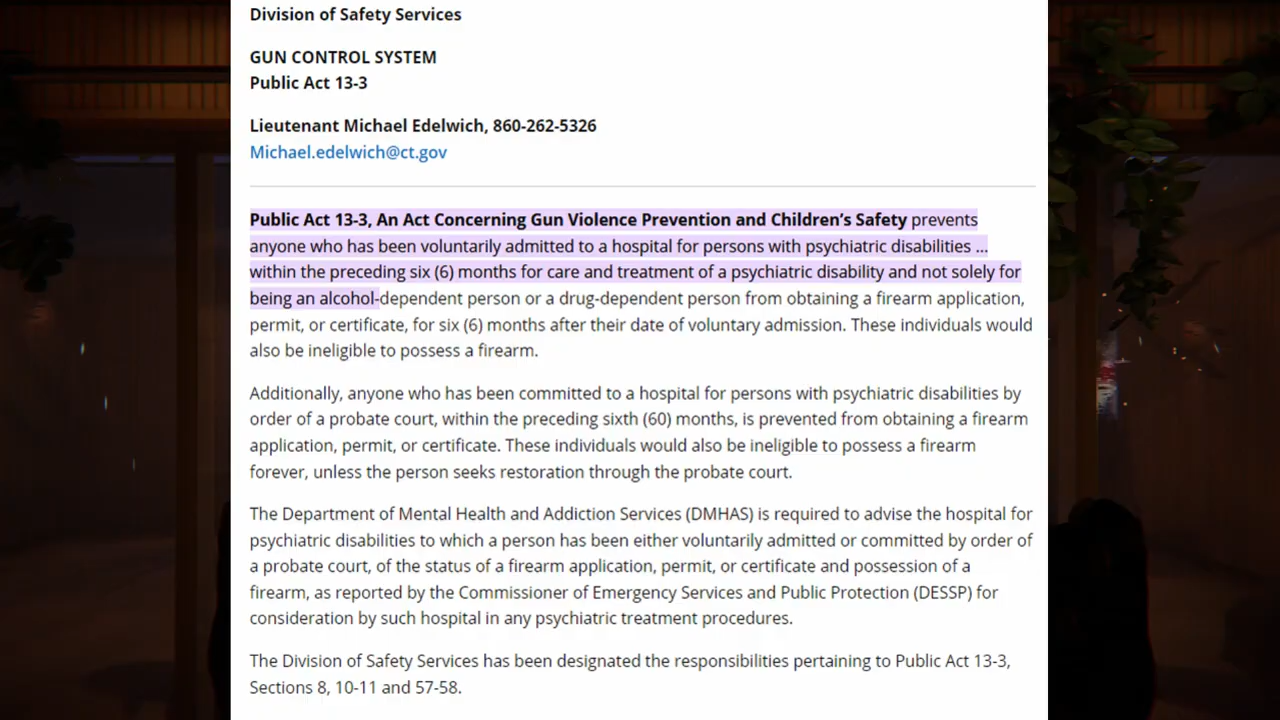 Division of Safety Services
GUN CONTROL SYSTEM
Public Act 13-3
Lieutenant Michael Edelwich, 860-262-5326
Michael.edelwich@ct.gov
Public Act 13-3, An Act Concerning Gun Violence Prevention and Children’s Safety prevents
anyone who has been voluntarily admitted to a hospital for persons with psychiatric disabilities ...
within the preceding six (6) months for care and treatment of a psychiatric disability and not solely for
being an alcohol-dependent person or a drug-dependent person from obtaining a firearm application,
permit, or certificate, for six (6) months after their date of voluntary admission. These individuals would
also be ineligible to possess a firearm.
Additionally, anyone who has been committed to a hospital for persons with psychiatric disabilities by
order of a probate court, within the preceding sixth (60) months, is prevented from obtaining a firearm
application, permit, or certificate. These individuals would also be ineligible to possess a firearm
forever, unless the person seeks restoration through the probate court.
The Department of Mental Health and Addiction Services (DMHAS) is required to advise the hospital for
psychiatric disabilities to which a person has been either voluntarily admitted or committed by order of
a probate court, of the status of a firearm application, permit, or certificate and possession of a
firearm, as reported by the Commissioner of Emergency Services and Public Protection (DESSP) for
consideration by such hospital in any psychiatric treatment procedures.
The Division of Safety Services has been designated the responsibilities pertaining to Public Act 13-3,
Sections 8, 10-11 and 57-58.